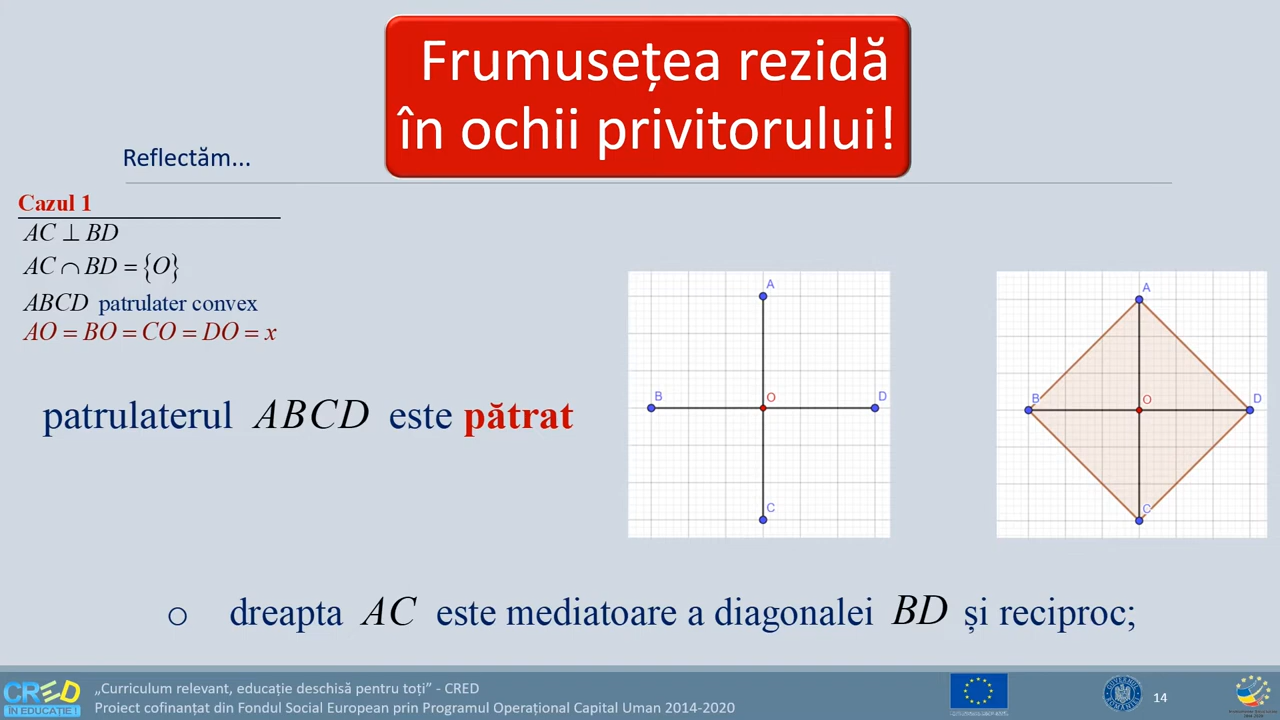 Frumusețea rezidă
în ochii privitorului!
Reflectăm...
Cazul 1
AC ⊥ BD
AC ∩ BD = {O}
ABCD patrulater convex
AO = BO = CO = DO = x
patrulaterul ABCD este pătrat
A
B
O
D
C
A
B
O
D
C
o dreapta AC este mediatoare a diagonalei BD și reciproc;
CRED
ÎN EDUCAȚIE !
„Curriculum relevant, educație deschisă pentru toți” - CRED
Proiect cofinanțat din Fondul Social European prin Programul Operațional Capital Uman 2014-2020
14